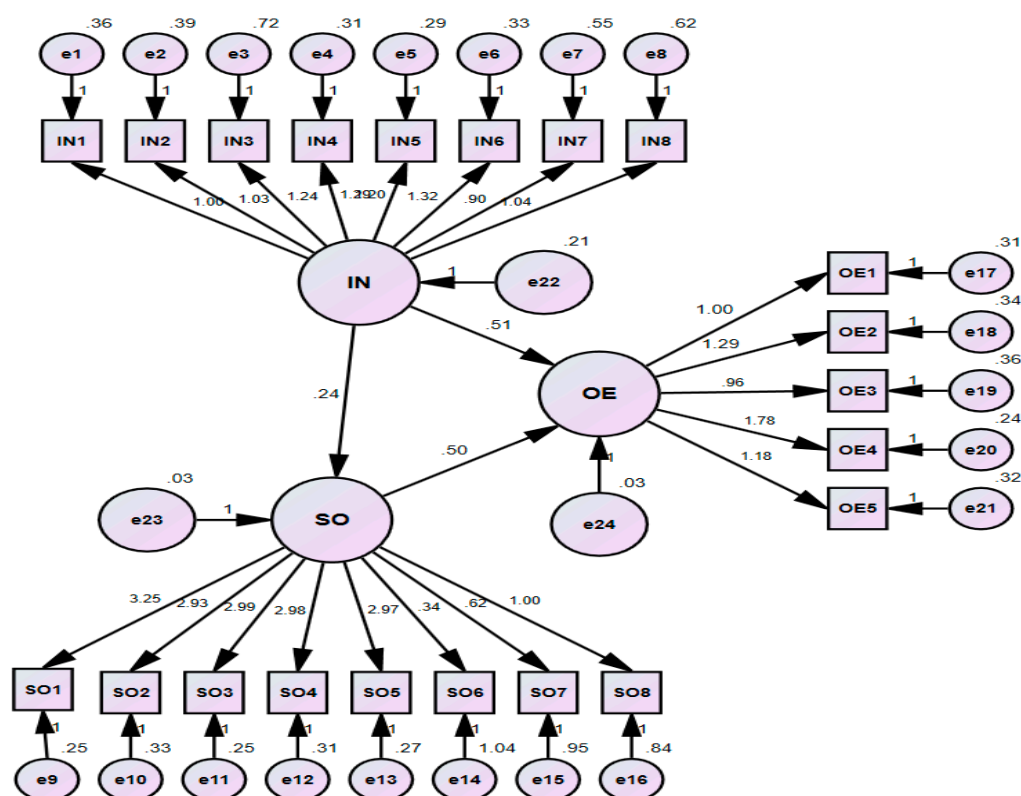 .36 .39 .72 .31 .29 .33 .55 .62
e1 e2 e3 e4 e5 e6 e7 e8
1 1 1 1 1 1 1 1
IN1 IN2 IN3 IN4 IN5 IN6 IN7 IN8
1.00 1.03 1.24 1.20 1.32 .90 1.04
.21
IN
1
e22
.31
OE1
1
e17
.51
1.00
.34
1.29
OE2
1
e18
.36
.24
OE
.96
OE3
1
e19
.24
1.78
OE4
1
e20
.50
1.18
.32
.03
1
.03
OE5
1
e21
e23
1
SO
e24
3.25 2.93 2.99 2.98 2.97 .34 .62 1.00
SO1 SO2 SO3 SO4 SO5 SO6 SO7 SO8
1 1 1 1 1 1 1 1
.25 .33 .25 .31 .27 1.04 .95 .84
e9 e10 e11 e12 e13 e14 e15 e16